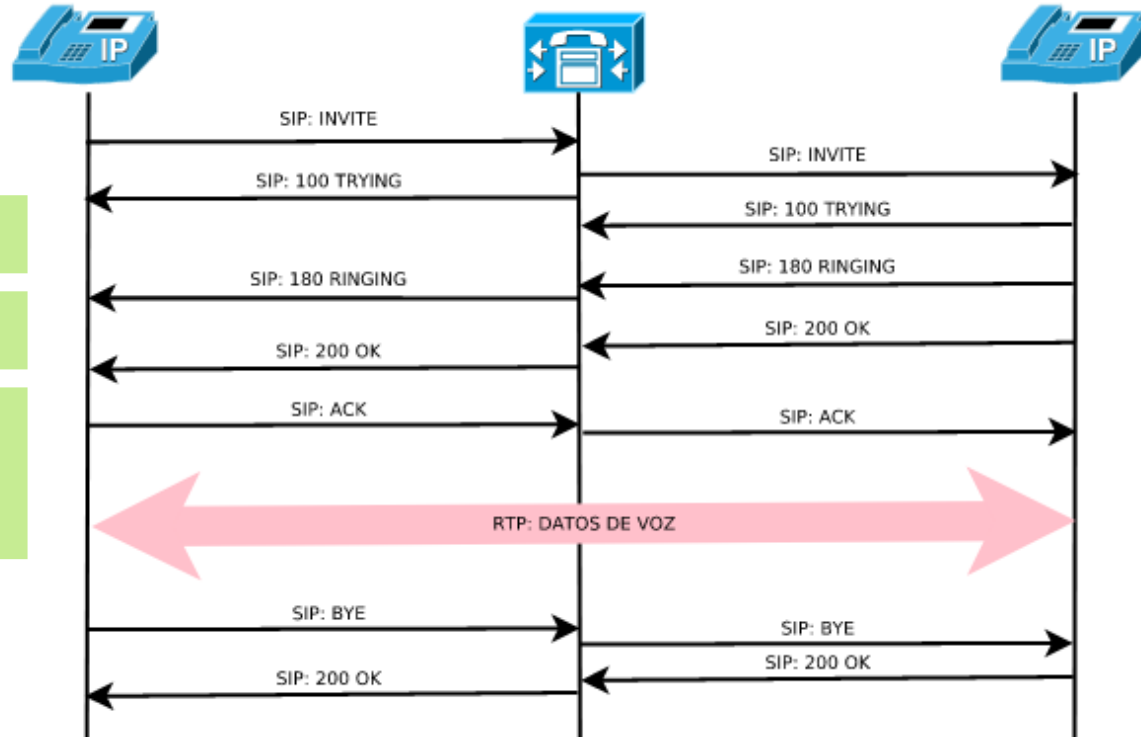 IP
IP
SIP: INVITE
SIP: INVITE
SIP: 100 TRYING
SIP: 100 TRYING
SIP: 180 RINGING
SIP: 180 RINGING
SIP: 200 OK
SIP: 200 OK
SIP: ACK
SIP: ACK
RTP: DATOS DE VOZ
SIP: BYE
SIP: BYE
SIP: 200 OK
SIP: 200 OK